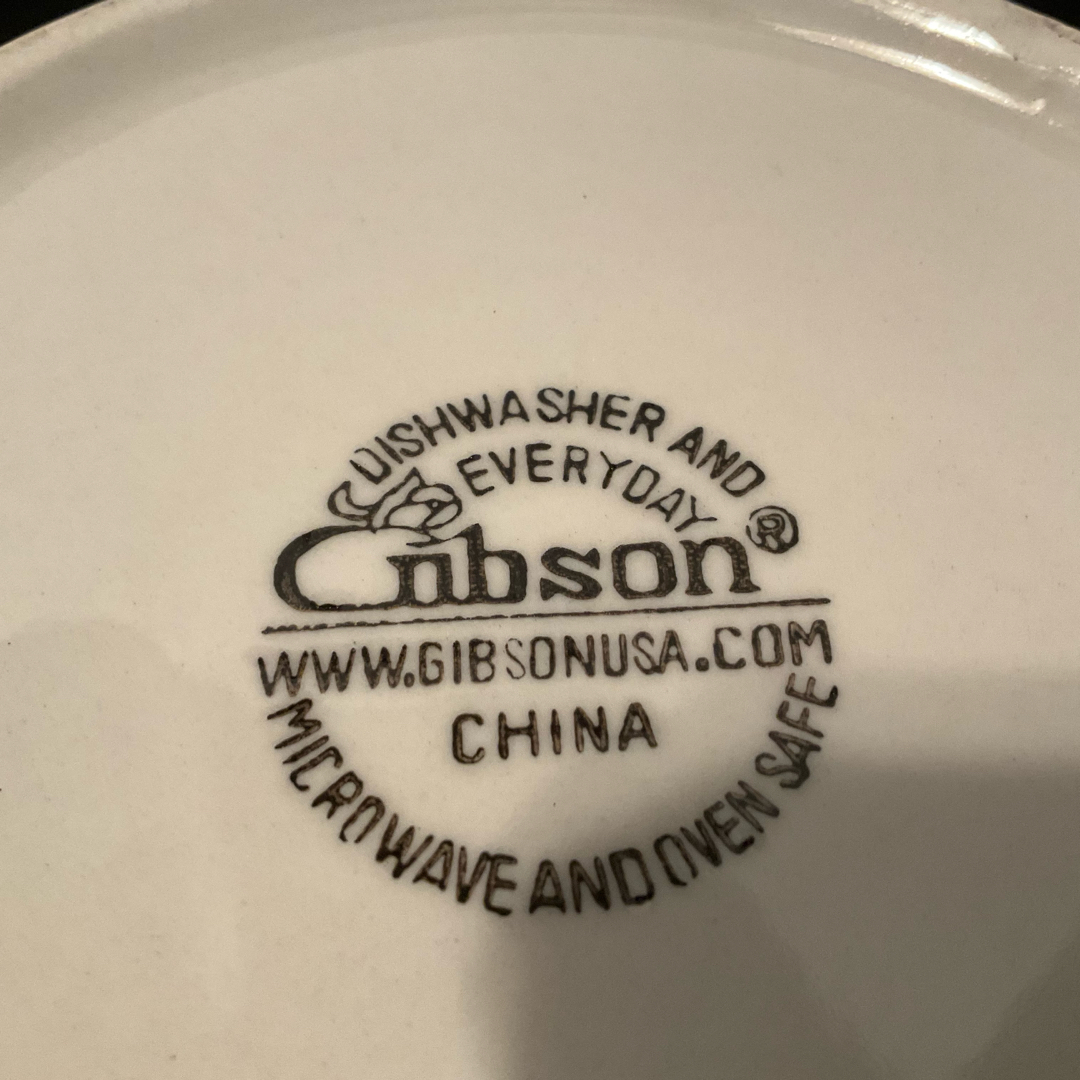 DISHWASHER AND
EVERYDAY
Gibson®
WWW.GIBSONUSA.COM
CHINA
MICROWAVE AND OVEN SAFE